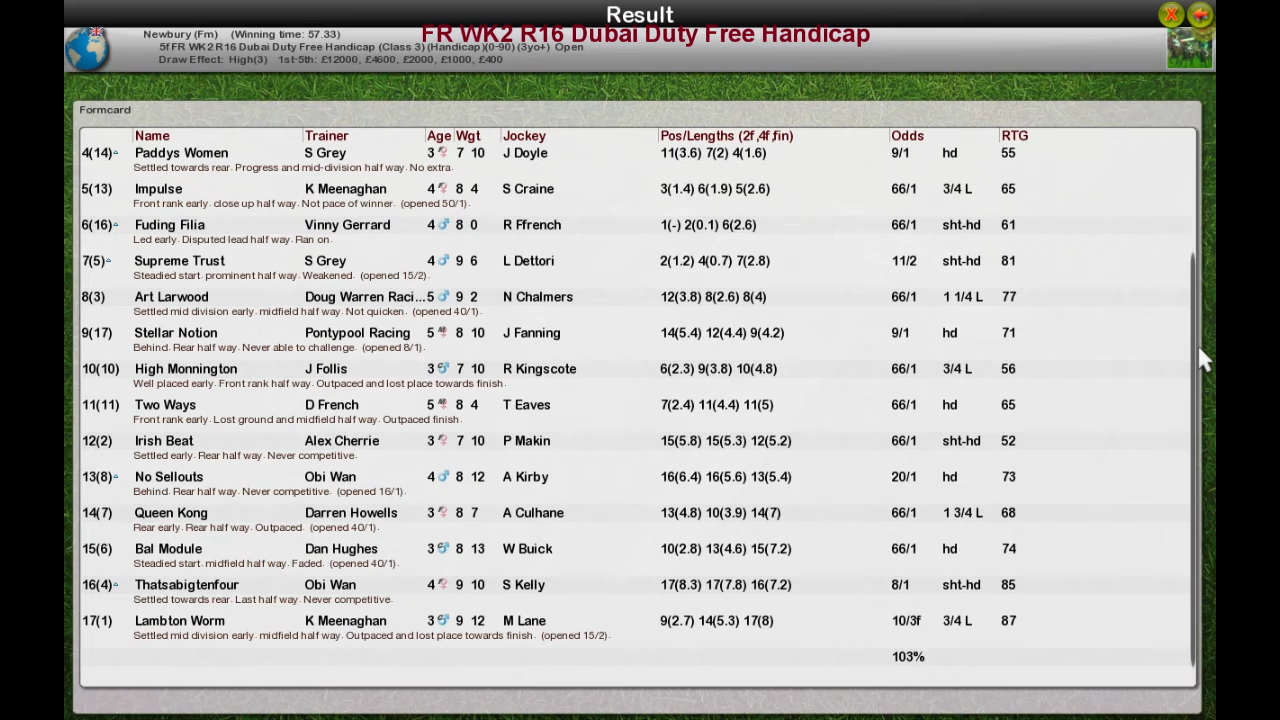 Result
FR WK2 R16 Dubai Duty Free Handicap
Newbury (Fm) (Winning time: 57.33)
5f FR WK2 R16 Dubai Duty Free Handicap (Class 3) (Handicap)(0-90) (3yo+) Open
Draw Effect: High(3) 1st-5th: £12000, £4600, £2000, £1000, £400
Formcard
Name Trainer Age Wgt Jockey Pos/Lengths (2f,4f,fin) Odds RTG
4(14) Paddys Women S Grey 3 7 10 J Doyle 11(3.6) 7(2) 4(1.6) 9/1 hd 55
Settled towards rear. Progress and mid-division half way. No extra.
5(13) Impulse K Meenaghan 4 8 4 S Craine 3(1.4) 6(1.9) 5(2.6) 66/1 3/4 L 65
Front rank early. close up half way. Not pace of winner. (opened 50/1).
6(16) Fuding Filia Vinny Gerrard 4 8 0 R Ffrench 1(-) 2(0.1) 6(2.6) 66/1 sht-hd 61
Led early. Disputed lead half way. Ran on.
7(5) Supreme Trust S Grey 4 9 6 L Dettori 2(1.2) 4(0.7) 7(2.8) 11/2 sht-hd 81
Steadied start. prominent half way. Weakened. (opened 15/2).
8(3) Art Larwood Doug Warren Raci... 5 9 2 N Chalmers 12(3.8) 8(2.6) 8(4) 66/1 1 1/4 L 77
Settled mid division early. midfield half way. Not quicken. (opened 40/1).
9(17) Stellar Notion Pontypool Racing 5 8 10 J Fanning 14(5.4) 12(4.4) 9(4.2) 9/1 hd 71
Behind. Rear half way. Never able to challenge. (opened 8/1).
10(10) High Monnington J Follis 3 7 10 R Kingscote 6(2.3) 9(3.8) 10(4.8) 66/1 3/4 L 56
Well placed early. Front rank half way. Outpaced and lost place towards finish.
11(11) Two Ways D French 5 8 4 T Eaves 7(2.4) 11(4.4) 11(5) 66/1 hd 65
Front rank early. Lost ground and midfield half way. Outpaced finish.
12(2) Irish Beat Alex Cherrie 3 7 10 P Makin 15(5.8) 15(5.3) 12(5.2) 66/1 sht-hd 52
Settled early. Rear half way. Never competitive.
13(8) No Sellouts Obi Wan 4 8 12 A Kirby 16(6.4) 16(5.6) 13(5.4) 20/1 hd 73
Behind. Rear half way. Never competitive. (opened 16/1).
14(7) Queen Kong Darren Howells 3 8 7 A Culhane 13(4.8) 10(3.9) 14(7) 66/1 1 3/4 L 68
Rear early. Rear half way. Outpaced. (opened 40/1).
15(6) Bal Module Dan Hughes 3 8 13 W Buick 10(2.8) 13(4.6) 15(7.2) 66/1 hd 74
Steadied start. midfield half way. Faded. (opened 40/1).
16(4) Thatsabigtenfour Obi Wan 4 9 10 S Kelly 17(8.3) 17(7.8) 16(7.2) 8/1 sht-hd 85
Settled towards rear. Last half way. Never competitive.
17(1) Lambton Worm K Meenaghan 3 9 12 M Lane 9(2.7) 14(5.3) 17(8) 10/3f 3/4 L 87
Settled mid division early. midfield half way. Outpaced and lost place towards finish. (opened 15/2).
103%